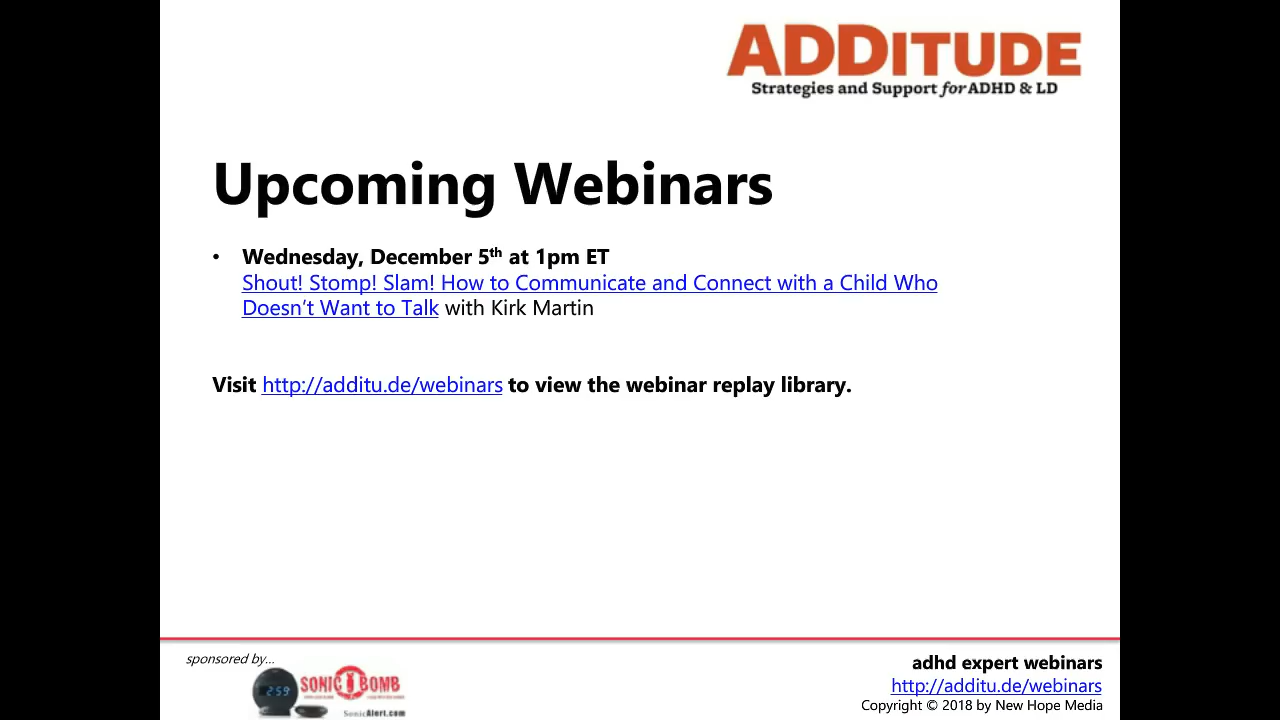 ADDITUDE
Strategies and Support for ADHD & LD
Upcoming Webinars
• Wednesday, December 5th at 1pm ET
Shout! Stomp! Slam! How to Communicate and Connect with a Child Who
Doesn’t Want to Talk with Kirk Martin
Visit http://additu.de/webinars to view the webinar replay library.
sponsored by...
2:59
SONIC BOMB
SonicAlert.com
adhd expert webinars
http://additu.de/webinars
Copyright © 2018 by New Hope Media